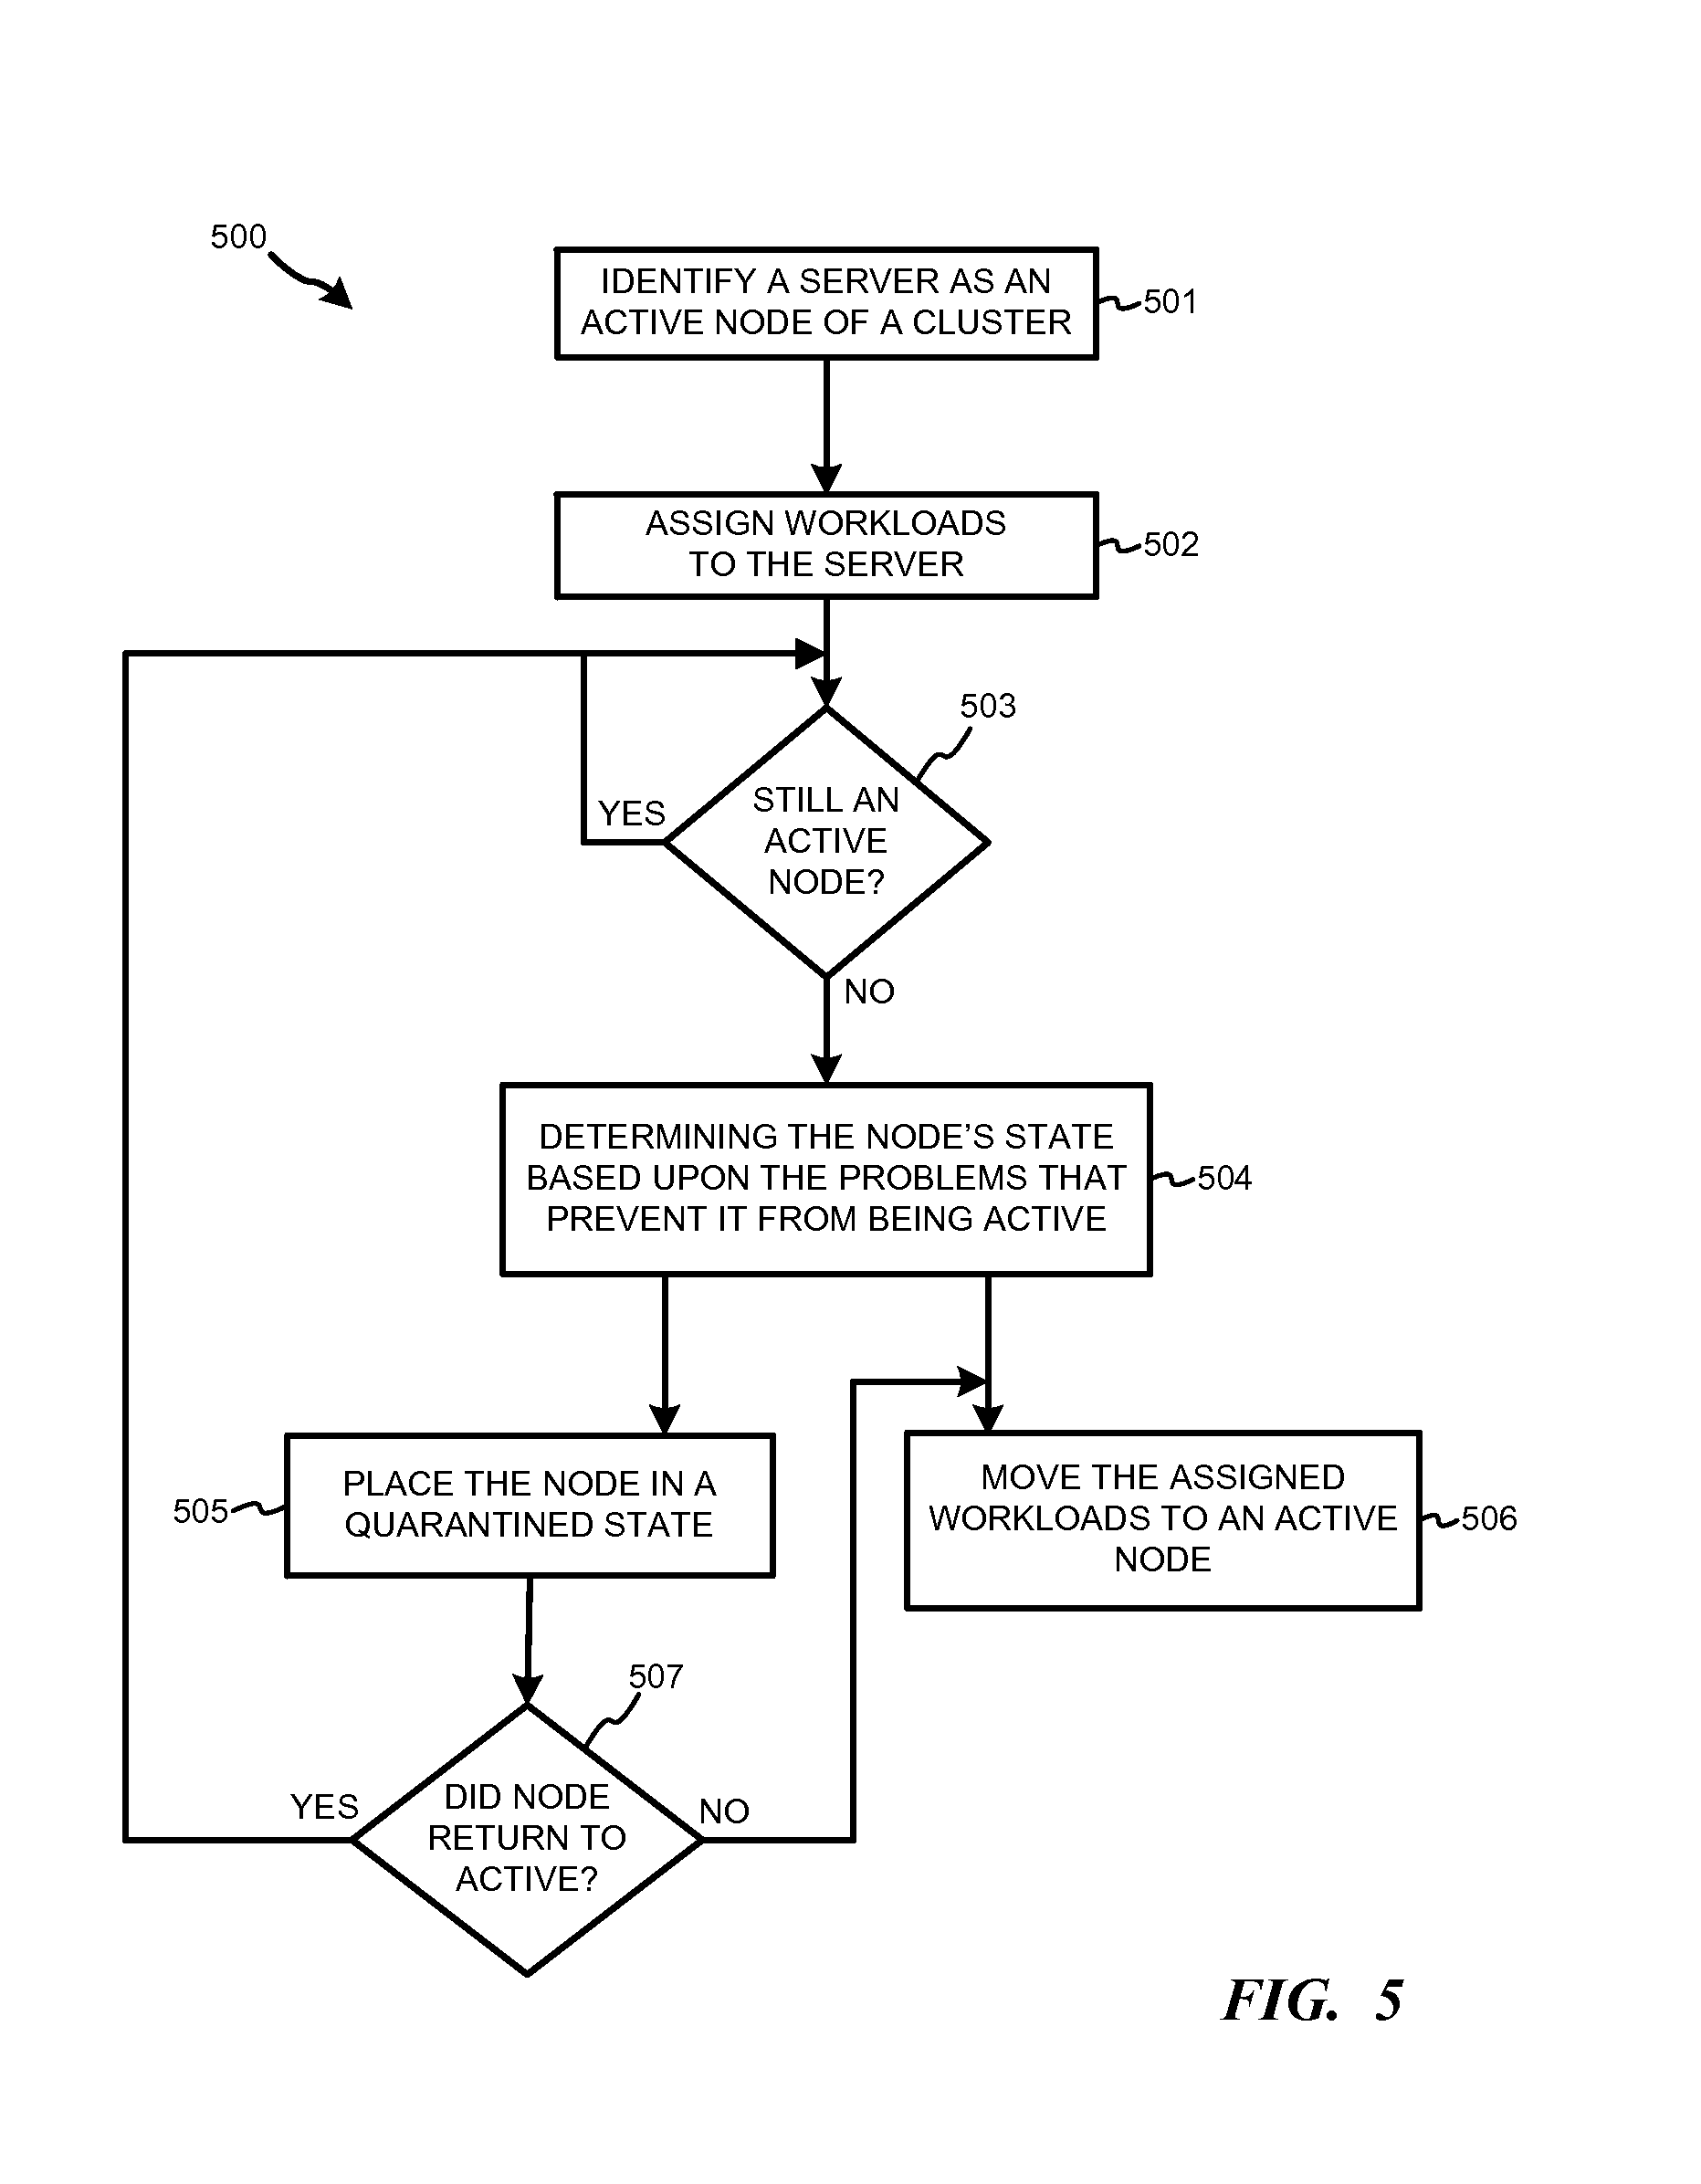 500
IDENTIFY A SERVER AS AN
ACTIVE NODE OF A CLUSTER
501
ASSIGN WORKLOADS
TO THE SERVER
502
503
YES
STILL AN
ACTIVE
NODE?
NO
DETERMINING THE NODE’S STATE
BASED UPON THE PROBLEMS THAT
PREVENT IT FROM BEING ACTIVE
504
505
PLACE THE NODE IN A
QUARANTINED STATE
MOVE THE ASSIGNED
WORKLOADS TO AN ACTIVE
NODE
506
507
YES
DID NODE
RETURN TO
ACTIVE?
NO
FIG. 5